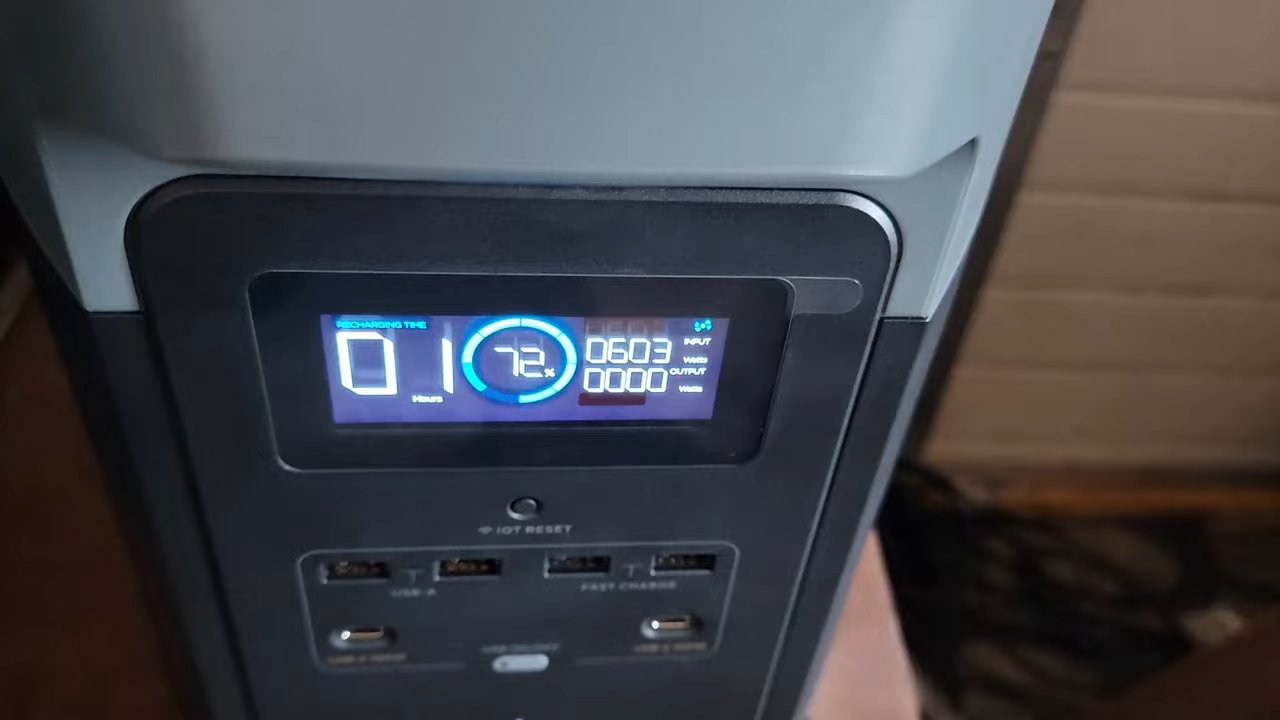 RECHARGING TIME
01
Hours
72%
0603
INPUT
Watts
0000
OUTPUT
Watts
IOT RESET
USB-A
FAST CHARGE